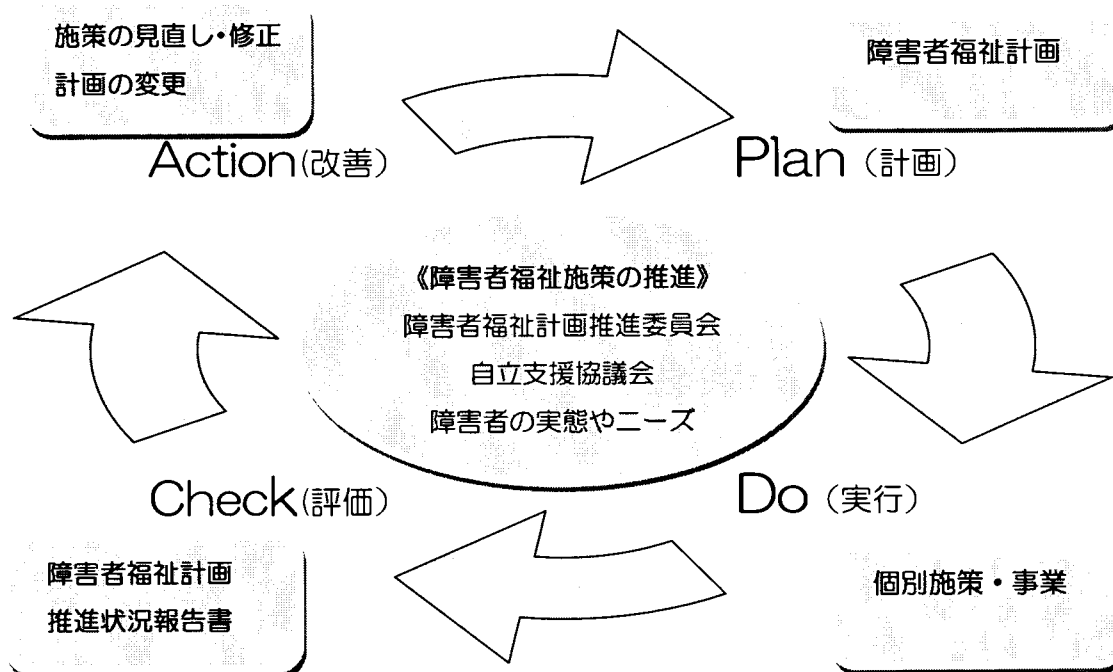 施策の見直し・修正
計画の変更
障害者福祉計画
Action(改善)
Plan(計画)
《障害者福祉施策の推進》
障害者福祉計画推進委員会
自立支援協議会
障害者の実態やニーズ
Check(評価)
Do(実行)
障害者福祉計画
推進状況報告書
個別施策・事業